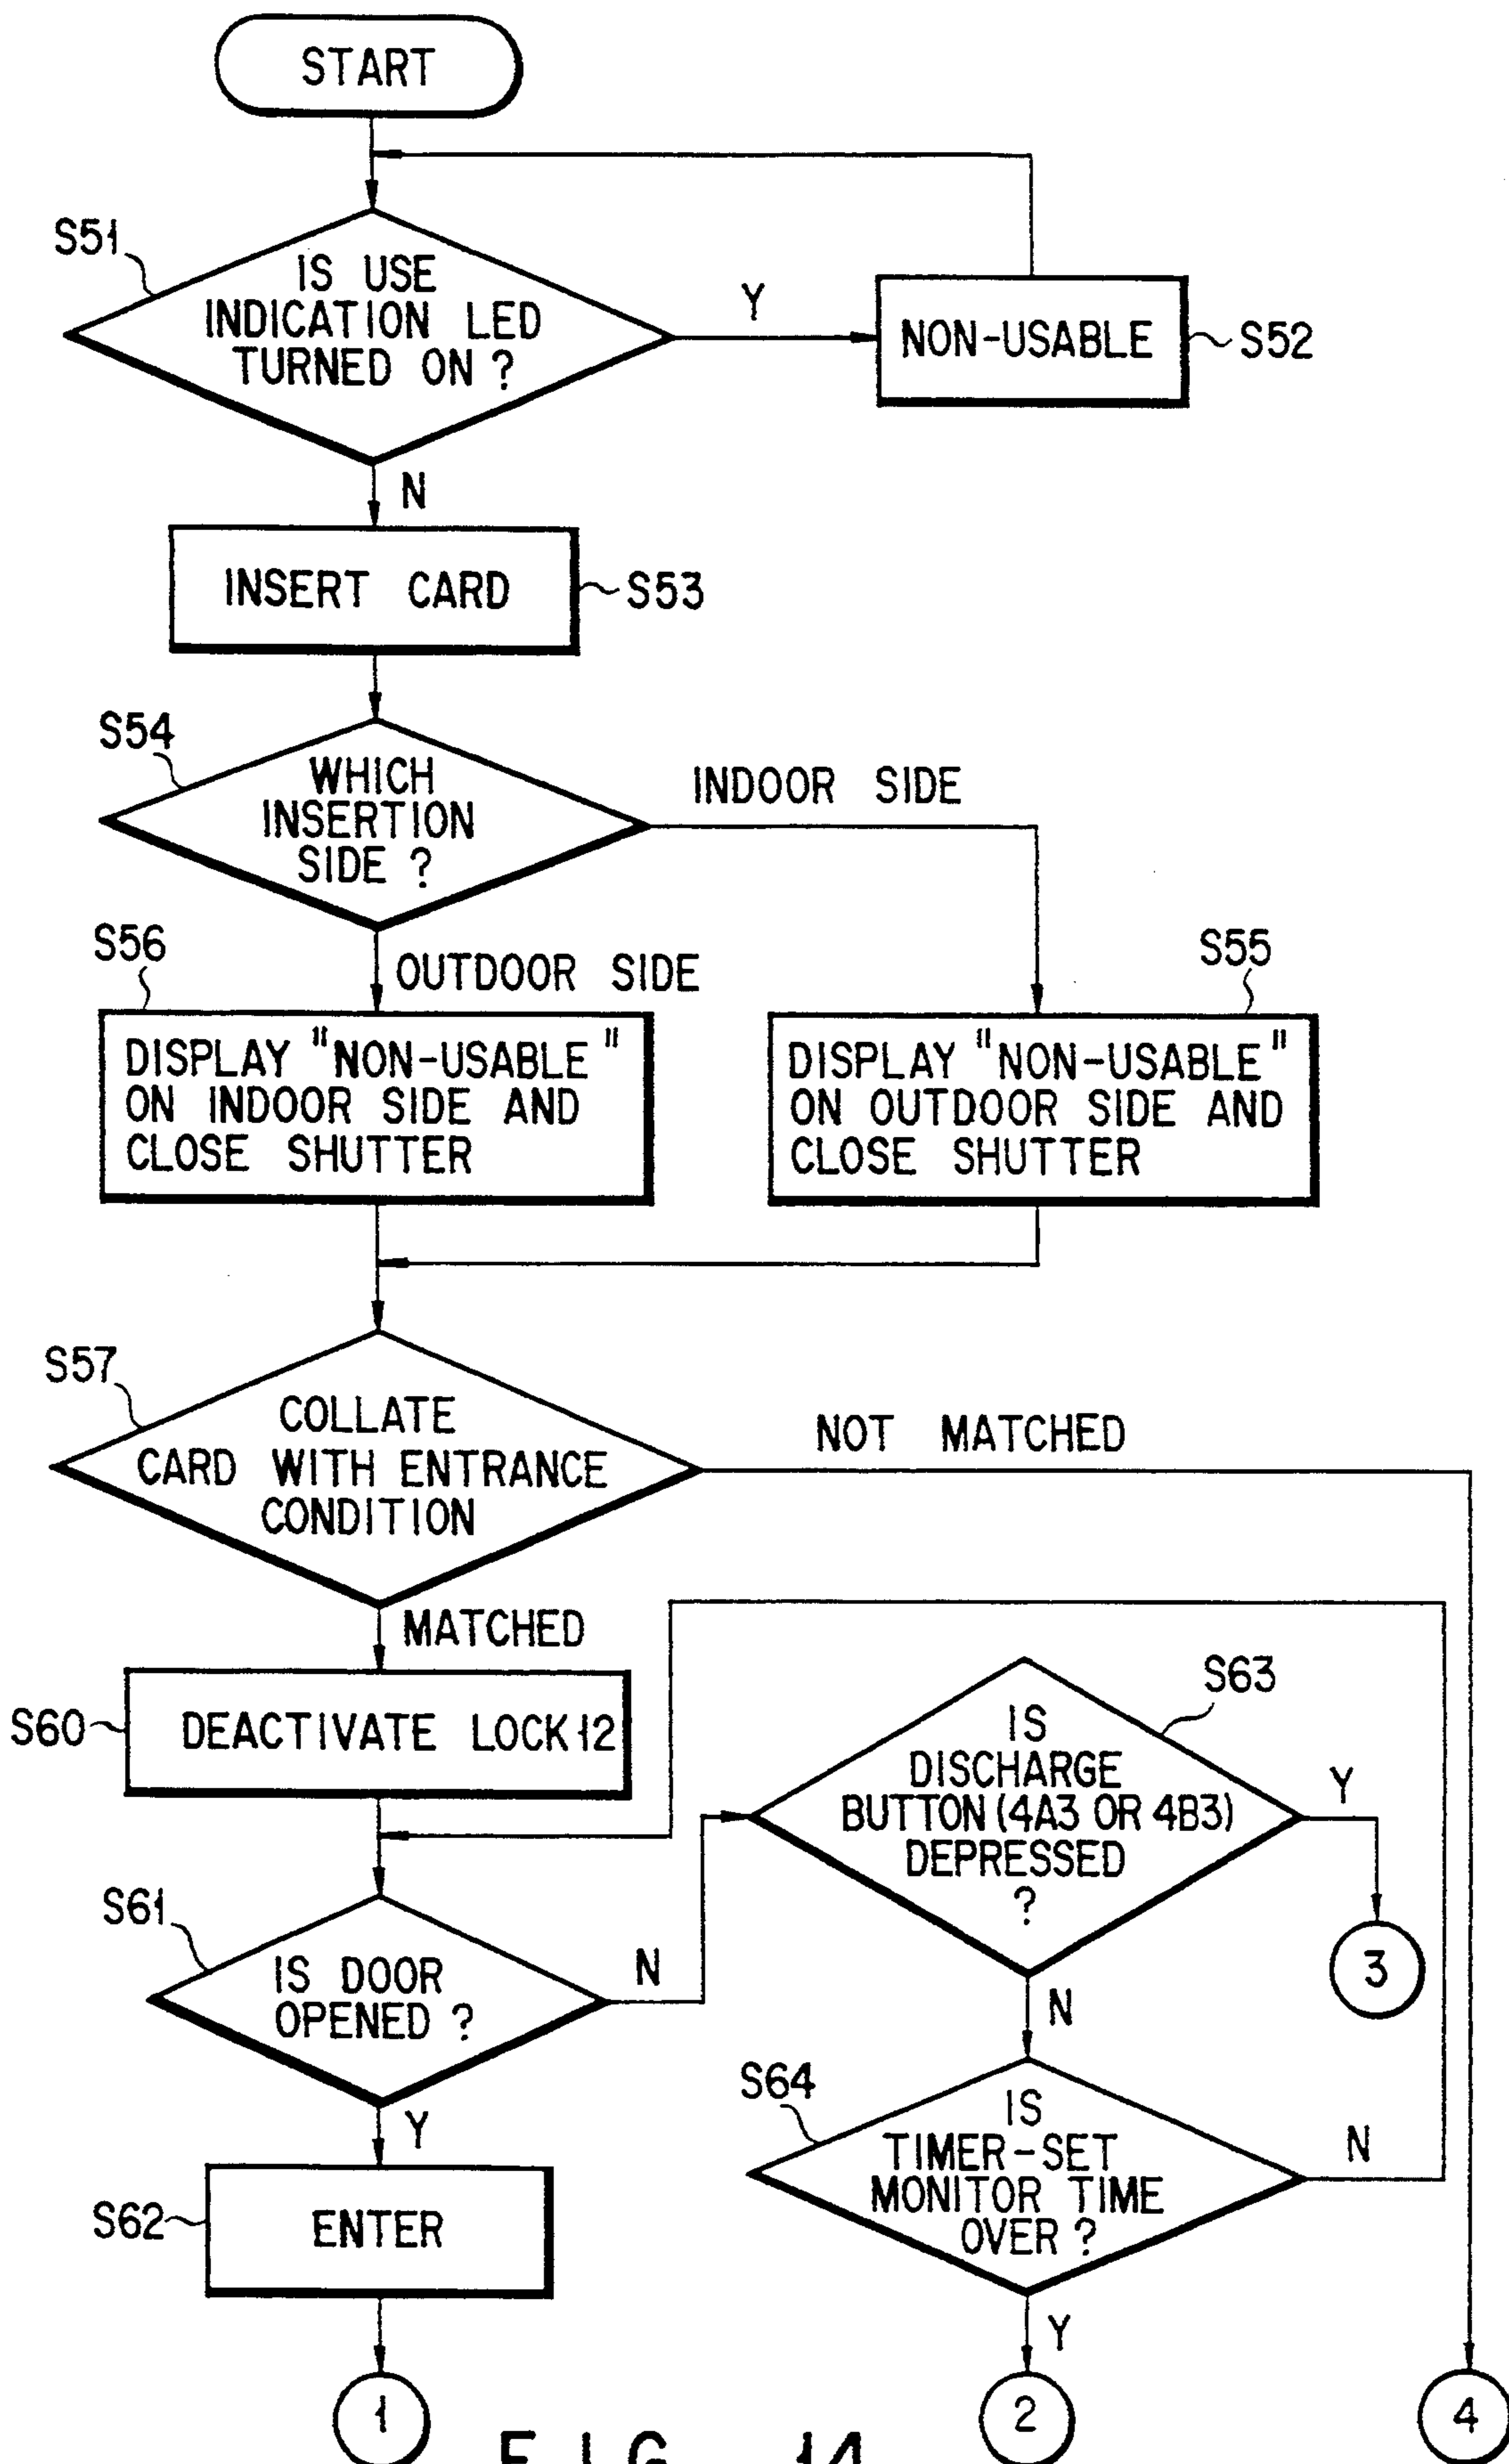 START
S51
IS USE
INDICATION LED
TURNED ON ?
Y
NON-USABLE
S52
N
INSERT CARD
S53
S54
WHICH
INSERTION
SIDE ?
INDOOR SIDE
S56
OUTDOOR SIDE
S55
DISPLAY "NON-USABLE"
ON INDOOR SIDE AND
CLOSE SHUTTER
DISPLAY "NON-USABLE"
ON OUTDOOR SIDE AND
CLOSE SHUTTER
S57
COLLATE
CARD WITH ENTRANCE
CONDITION
NOT MATCHED
MATCHED
S60
DEACTIVATE LOCK 12
S63
IS
DISCHARGE
BUTTON (4A3 OR 4B3)
DEPRESSED
?
Y
3
S61
IS DOOR
OPENED ?
N
N
S64
IS
TIMER-SET
MONITOR TIME
OVER ?
N
Y
S62
ENTER
Y
1
2
4
FIG. 14